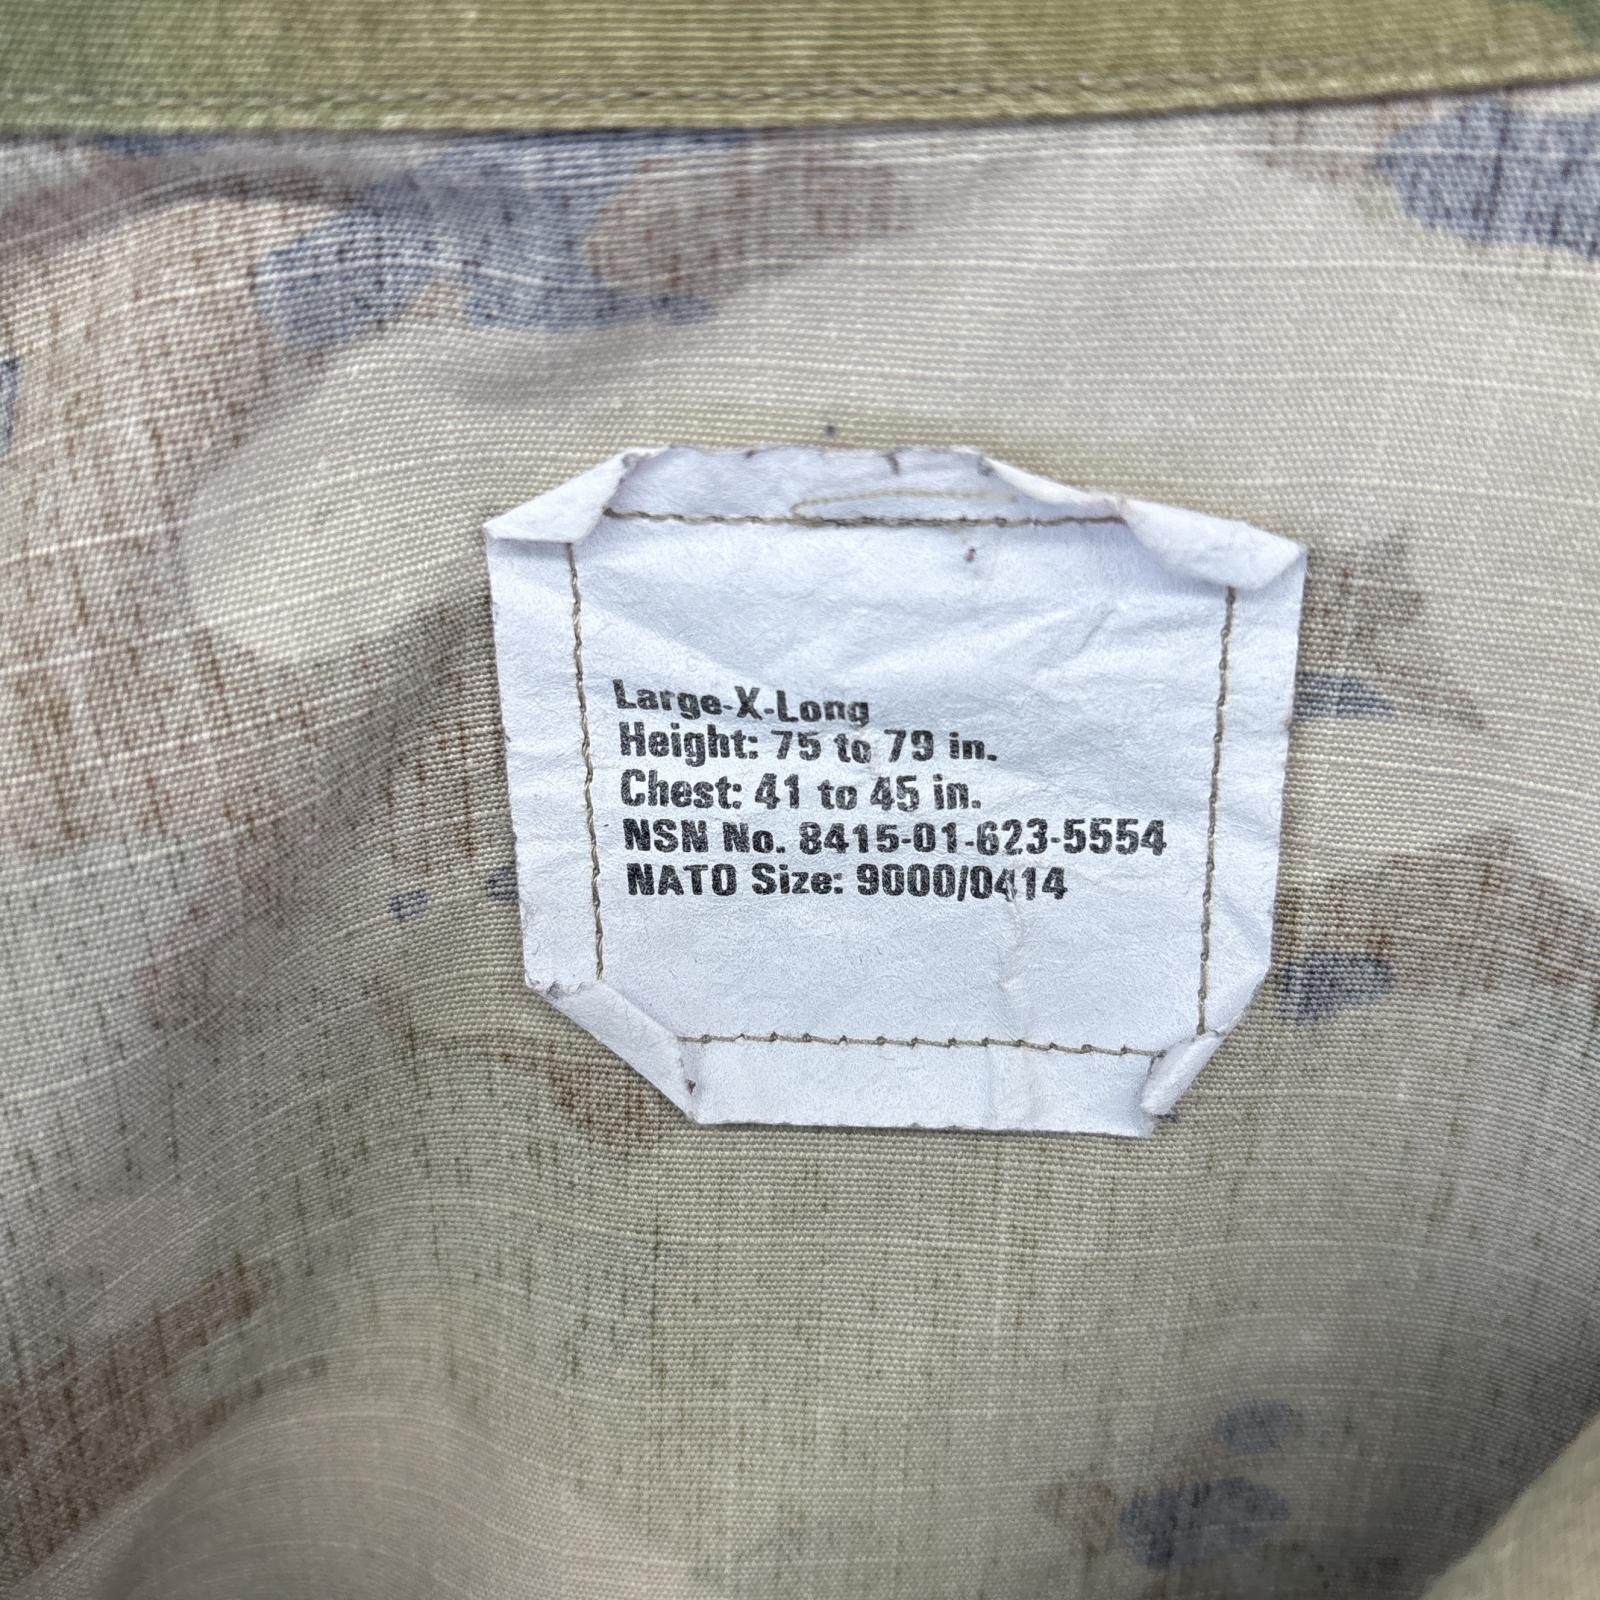 Large-X-Long
Height: 75 to 79 in.
Chest: 41 to 45 in.
NSN No. 8415-01-623-5554
NATO Size: 9000/0414